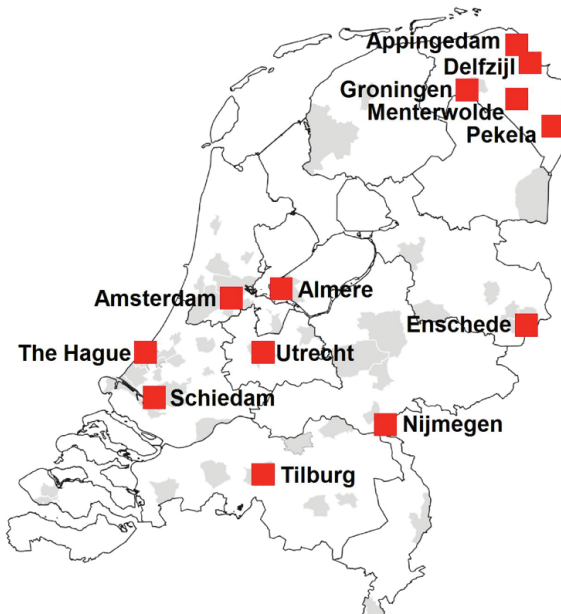 Appingedam
Delfzijl
Groningen
Menterwolde
Pekela
Almere
Amsterdam
Enschede
The Hague
Utrecht
Schiedam
Nijmegen
Tilburg